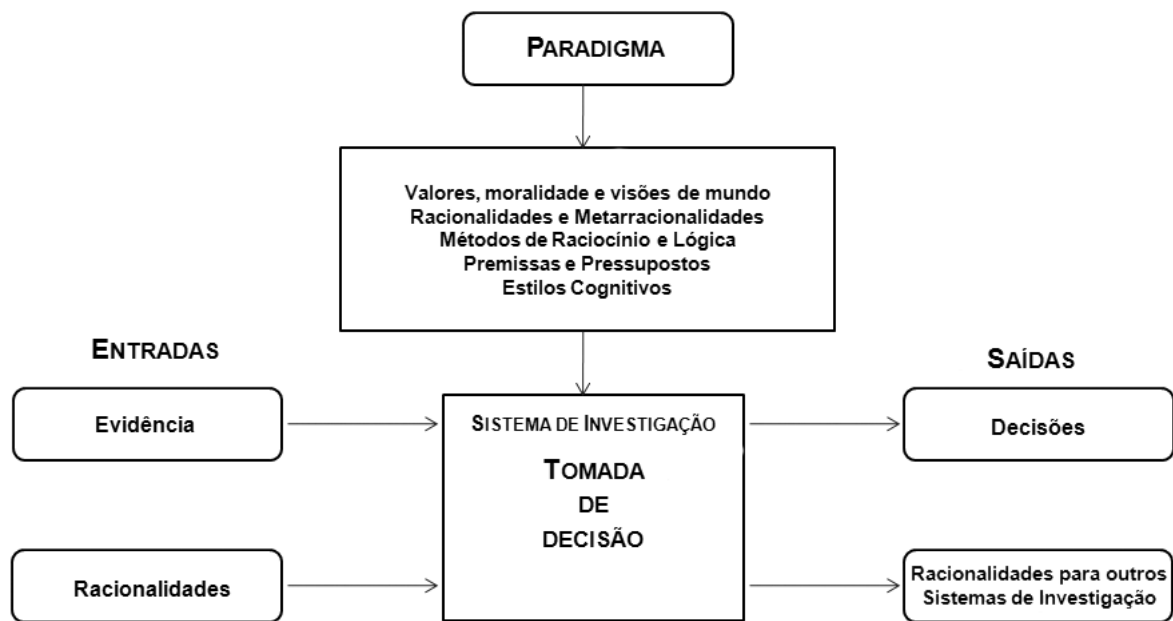 PARADIGMA
Valores, moralidade e visões de mundo
Racionalidades e Metarracionalidades
Métodos de Raciocínio e Lógica
Premissas e Pressupostos
Estilos Cognitivos
ENTRADAS
SAÍDAS
Evidência
SISTEMA DE INVESTIGAÇÃO
TOMADA
DE
DECISÃO
Decisões
Racionalidades
Racionalidades para outros
Sistemas de Investigação